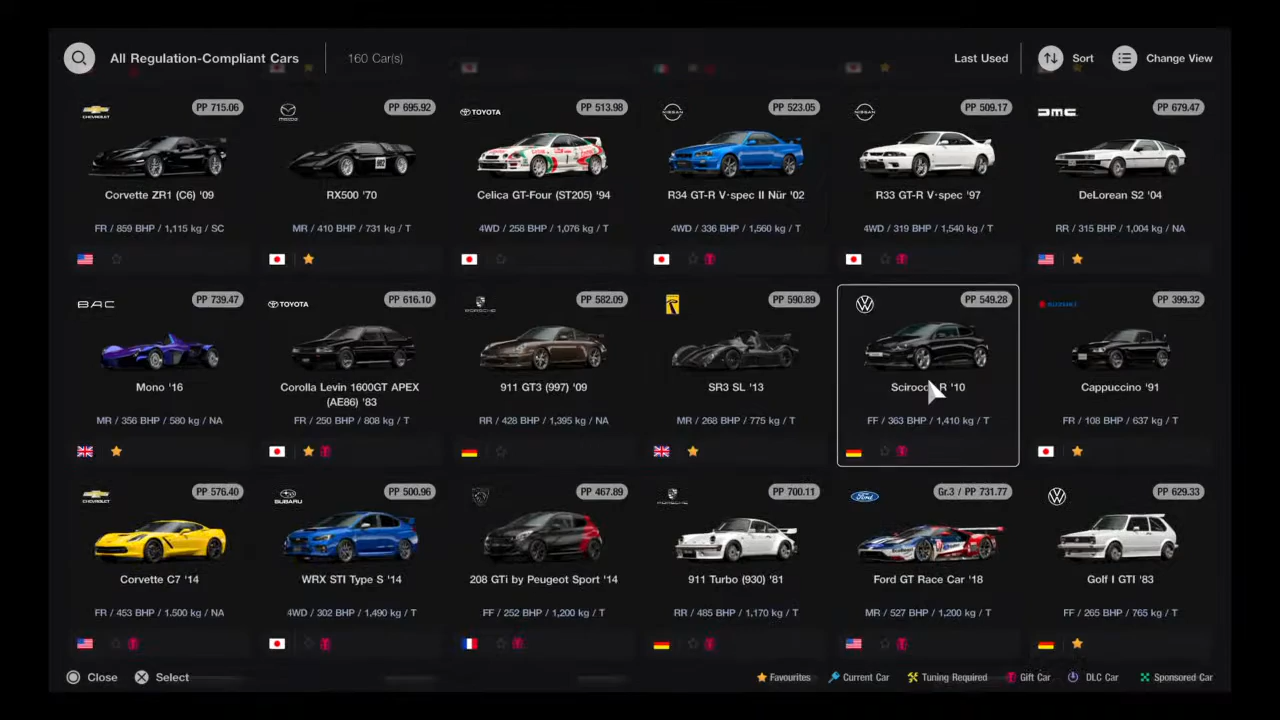 All Regulation-Compliant Cars
160 Car(s)
Last Used
Sort
Change View
CHEVROLET PP 715.06
Corvette ZR1 (C6) '09
FR / 859 BHP / 1,115 kg / SC
mazda PP 695.92
MD
RX500 '70
MR / 410 BHP / 731 kg / T
TOYOTA PP 513.98
Celica GT-Four (ST205) '94
4WD / 258 BHP / 1,076 kg / T
NISSAN PP 523.05
R34 GT-R V-spec II Nür '02
4WD / 336 BHP / 1,560 kg / T
NISSAN PP 509.17
R33 GT-R V-spec '97
4WD / 319 BHP / 1,540 kg / T
DMC PP 679.47
DeLorean S2 '04
RR / 315 BHP / 1,004 kg / NA
BAC PP 739.47
Mono '16
MR / 356 BHP / 580 kg / NA
TOYOTA PP 616.10
Corolla Levin 1600GT APEX
(AE86) '83
FR / 250 BHP / 808 kg / T
PORSCHE PP 582.09
911 GT3 (997) '09
RR / 428 BHP / 1,395 kg / NA
PP 590.89
SR3 SL '13
MR / 268 BHP / 775 kg / T
PP 549.28
Sciroc R '10
FF / 363 BHP / 1,410 kg / T
SUZUKI PP 399.32
Cappuccino '91
FR / 108 BHP / 637 kg / T
CHEVROLET PP 576.40
Corvette C7 '14
FR / 453 BHP / 1,500 kg / NA
SUBARU PP 500.96
WRX STI Type S '14
4WD / 302 BHP / 1,490 kg / T
PP 467.89
208 GTi by Peugeot Sport '14
FF / 252 BHP / 1,200 kg / T
PORSCHE PP 700.11
911 Turbo (930) '81
RR / 485 BHP / 1,170 kg / T
Ford Gr.3 / PP 731.77
Ford GT Race Car '18
MR / 527 BHP / 1,200 kg / T
PP 629.33
Golf I GTI '83
FF / 265 BHP / 765 kg / T
Close
Select
Favourites
Current Car
Tuning Required
Gift Car
DLC Car
Sponsored Car